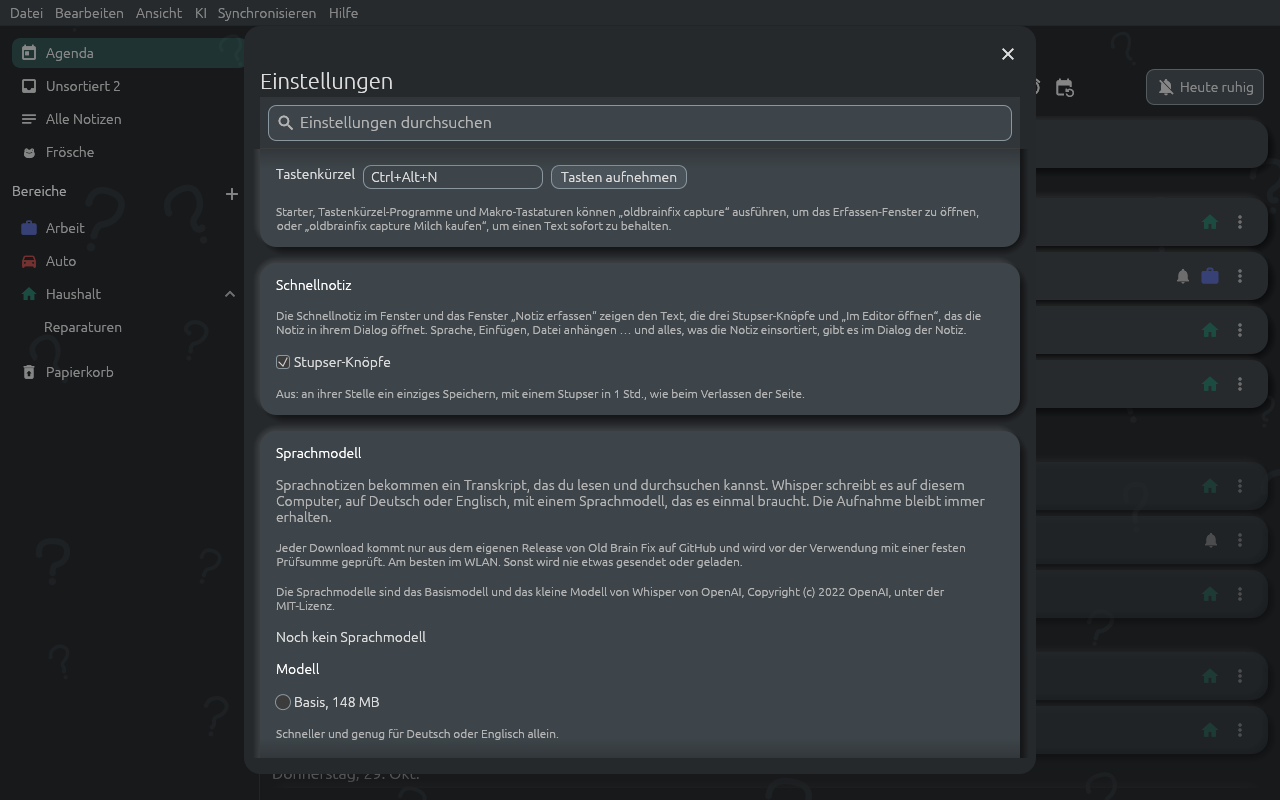 Datei Bearbeiten Ansicht KI Synchronisieren Hilfe
Agenda
Unsortiert 2
Alle Notizen
Frösche
Bereiche
Arbeit
Auto
Haushalt
Reparaturen
Papierkorb
Heute ruhig
Einstellungen
Einstellungen durchsuchen
Tastenkürzel Ctrl+Alt+N Tasten aufnehmen
Starter, Tastenkürzel-Programme und Makro-Tastaturen können „oldbrainfix capture“ ausführen, um das Erfassen-Fenster zu öffnen,
oder „oldbrainfix capture Milch kaufen“, um einen Text sofort zu behalten.
Schnellnotiz
Die Schnellnotiz im Fenster und das Fenster „Notiz erfassen“ zeigen den Text, die drei Stupser-Knöpfe und „Im Editor öffnen“, das die
Notiz in ihrem Dialog öffnet. Sprache, Einfügen, Datei anhängen … und alles, was die Notiz einsortiert, gibt es im Dialog der Notiz.
Stupser-Knöpfe
Aus: an ihrer Stelle ein einziges Speichern, mit einem Stupser in 1 Std., wie beim Verlassen der Seite.
Sprachmodell
Sprachnotizen bekommen ein Transkript, das du lesen und durchsuchen kannst. Whisper schreibt es auf diesem
Computer, auf Deutsch oder Englisch, mit einem Sprachmodell, das es einmal braucht. Die Aufnahme bleibt immer
erhalten.
Jeder Download kommt nur aus dem eigenen Release von Old Brain Fix auf GitHub und wird vor der Verwendung mit einer festen
Prüfsumme geprüft. Am besten im WLAN. Sonst wird nie etwas gesendet oder geladen.
Die Sprachmodelle sind das Basismodell und das kleine Modell von Whisper von OpenAI, Copyright (c) 2022 OpenAI, unter der
MIT-Lizenz.
Noch kein Sprachmodell
Modell
Basis, 148 MB
Schneller und genug für Deutsch oder Englisch allein.
Donnerstag, 29. Okt.